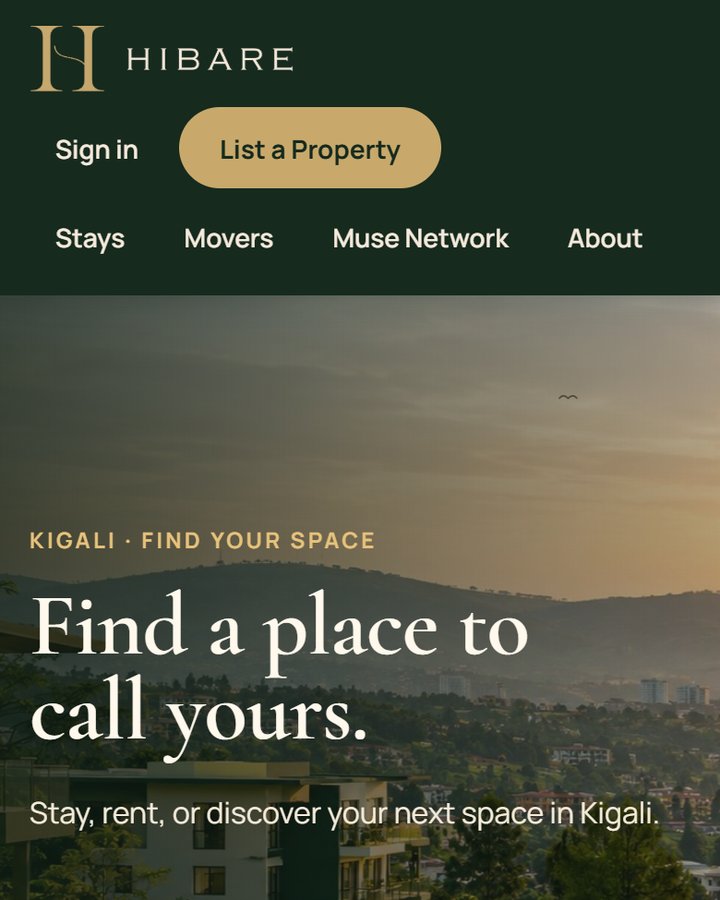 H HIBARE
Sign in
List a Property
Stays
Movers
Muse Network
About
KIGALI · FIND YOUR SPACE
Find a place to
call yours.
Stay, rent, or discover your next space in Kigali.